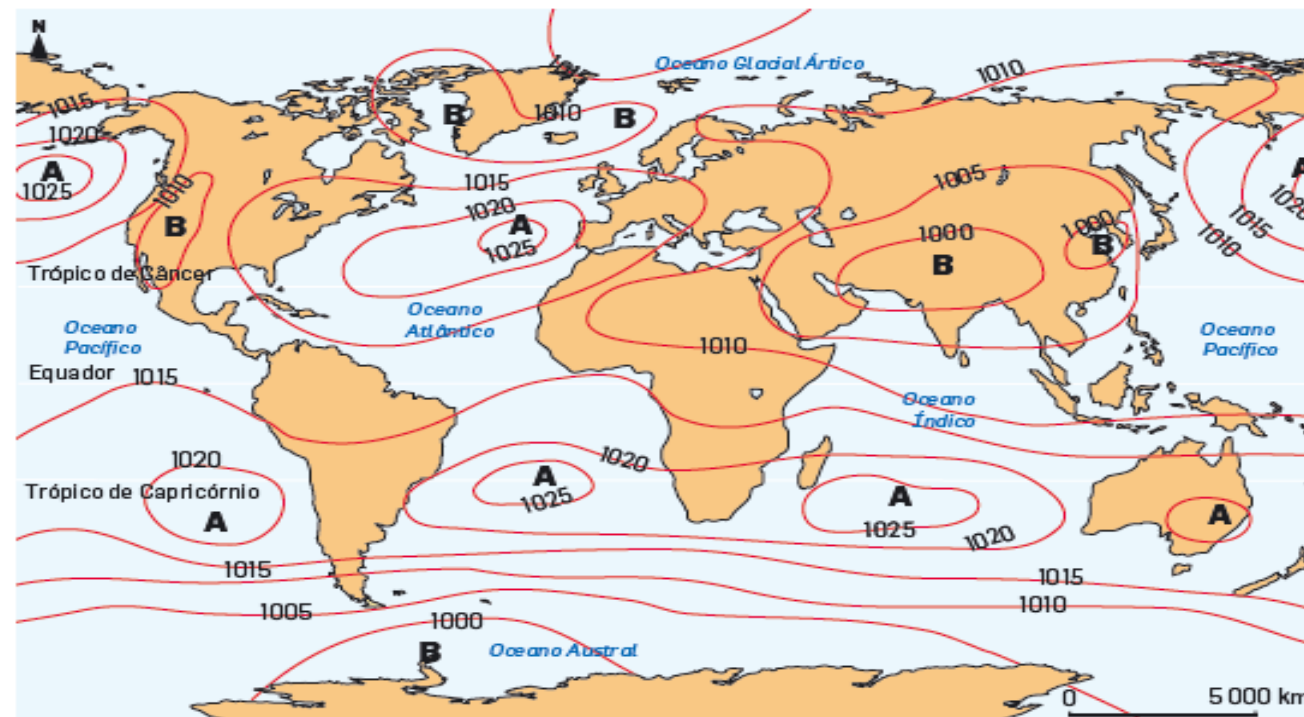 N
Oceano Glacial Ártico
1015
1010
1015
1020
B
1010
B
A
1025
1010
B
1015
1020
A
1025
1005
1000
B
1000
B
A
1020
1015
1010
Trópico de Câncer
Oceano
Atlântico
Oceano
Pacífico
Oceano
Pacífico
1010
Equador
1015
Oceano
Índico
1020
1020
Trópico de Capricórnio
A
A
1025
A
1025
1020
A
1015
1015
1005
1010
1000
B
Oceano Austral
0
5 000 km